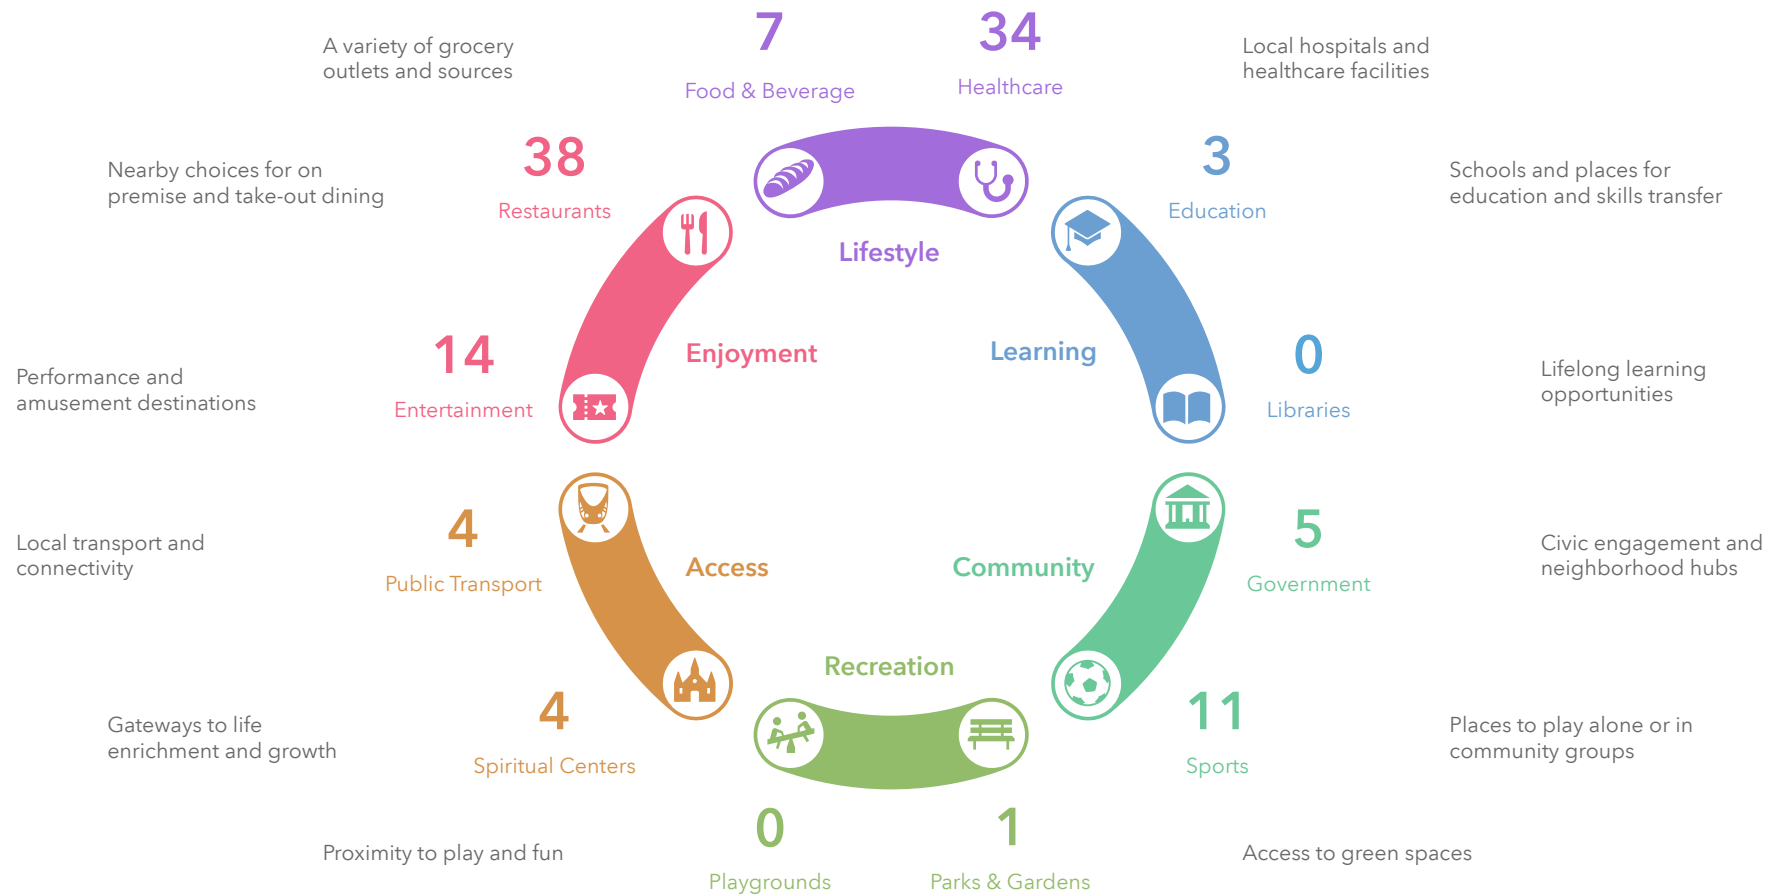 7
34
A variety of grocery
outlets and sources
Food & Beverage
Healthcare
Local hospitals and
healthcare facilities
38
Restaurants
Nearby choices for on
premise and take-out dining
Lifestyle
3
Education
Schools and places for
education and skills transfer
14
Entertainment
Performance and
amusement destinations
Enjoyment
Learning
0
Libraries
Lifelong learning
opportunities
4
Public Transport
Local transport and
connectivity
Access
Community
5
Government
Civic engagement and
neighborhood hubs
Recreation
4
Spiritual Centers
Gateways to life
enrichment and growth
11
Sports
Places to play alone or in
community groups
0
Playgrounds
Proximity to play and fun
1
Parks & Gardens
Access to green spaces